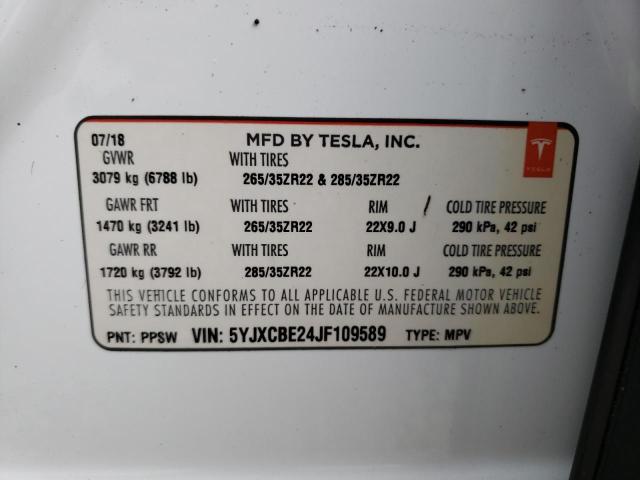 07/18 MFD BY TESLA, INC.
GVWR WITH TIRES
3079 kg (6788 lb) 265/35ZR22 & 285/35ZR22
TESLA
GAWR FRT WITH TIRES RIM COLD TIRE PRESSURE
1470 kg (3241 lb) 265/35ZR22 22X9.0 J 290 kPa, 42 psi
GAWR RR WITH TIRES RIM COLD TIRE PRESSURE
1720 kg (3792 lb) 285/35ZR22 22X10.0 J 290 kPa, 42 psi
THIS VEHICLE CONFORMS TO ALL APPLICABLE U.S. FEDERAL MOTOR VEHICLE
SAFETY STANDARDS IN EFFECT ON THE DATE OF MANUFACTURE SHOWN ABOVE.
PNT: PPSW VIN: 5YJXCBE24JF109589 TYPE: MPV